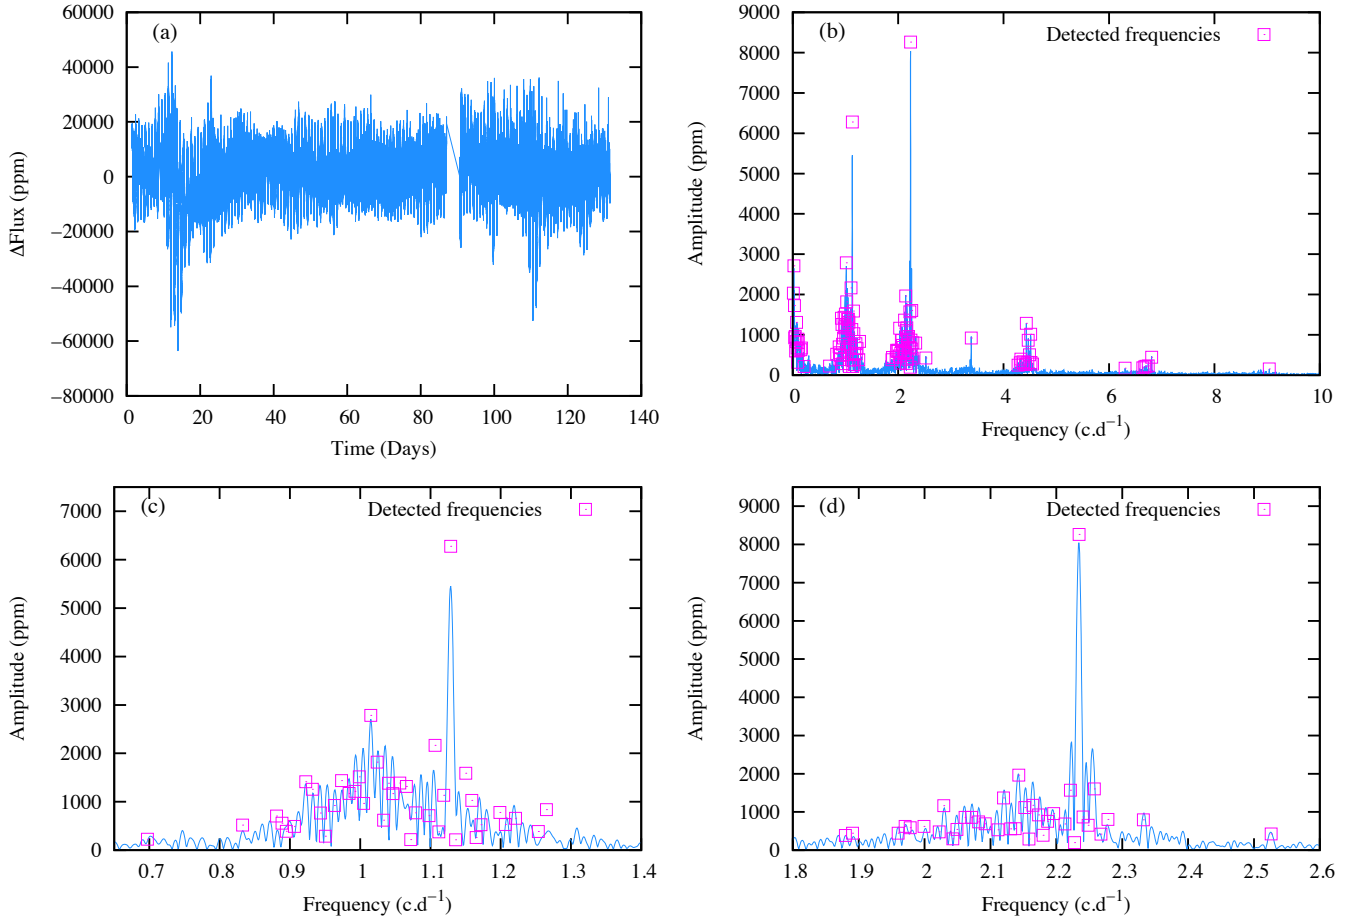 (a)
60000
40000
20000
0
−20000
−40000
−60000
−80000
ΔFlux (ppm)
0 20 40 60 80 100 120 140
Time (Days)
(b)
Detected frequencies
9000
8000
7000
6000
5000
4000
3000
2000
1000
0
Amplitude (ppm)
0 2 4 6 8 10
Frequency (c.d⁻¹)
(c)
Detected frequencies
7000
6000
5000
4000
3000
2000
1000
0
Amplitude (ppm)
0.7 0.8 0.9 1 1.1 1.2 1.3 1.4
Frequency (c.d⁻¹)
(d)
Detected frequencies
9000
8000
7000
6000
5000
4000
3000
2000
1000
0
Amplitude (ppm)
1.8 1.9 2 2.1 2.2 2.3 2.4 2.5 2.6
Frequency (c.d⁻¹)